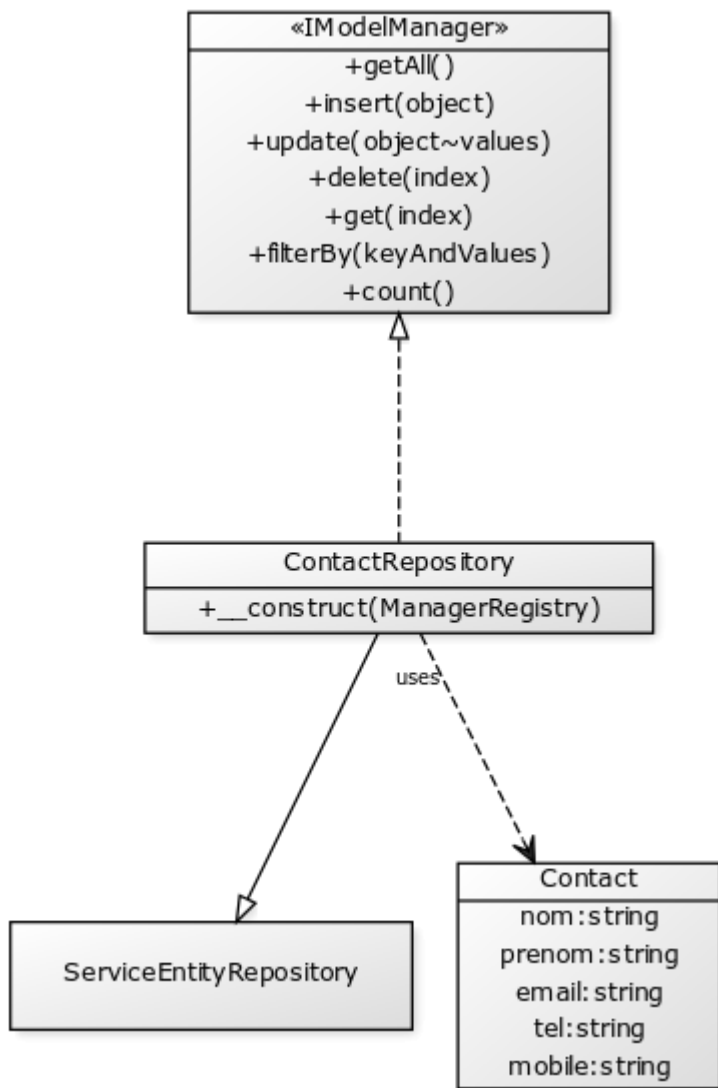 «IModelManager»
+getAll()
+insert(object)
+update(object~values)
+delete(index)
+get(index)
+filterBy(keyAndValues)
+count()
ContactRepository
+__construct(ManagerRegistry)
uses
ServiceEntityRepository
Contact
nom:string
prenom:string
email:string
tel:string
mobile:string